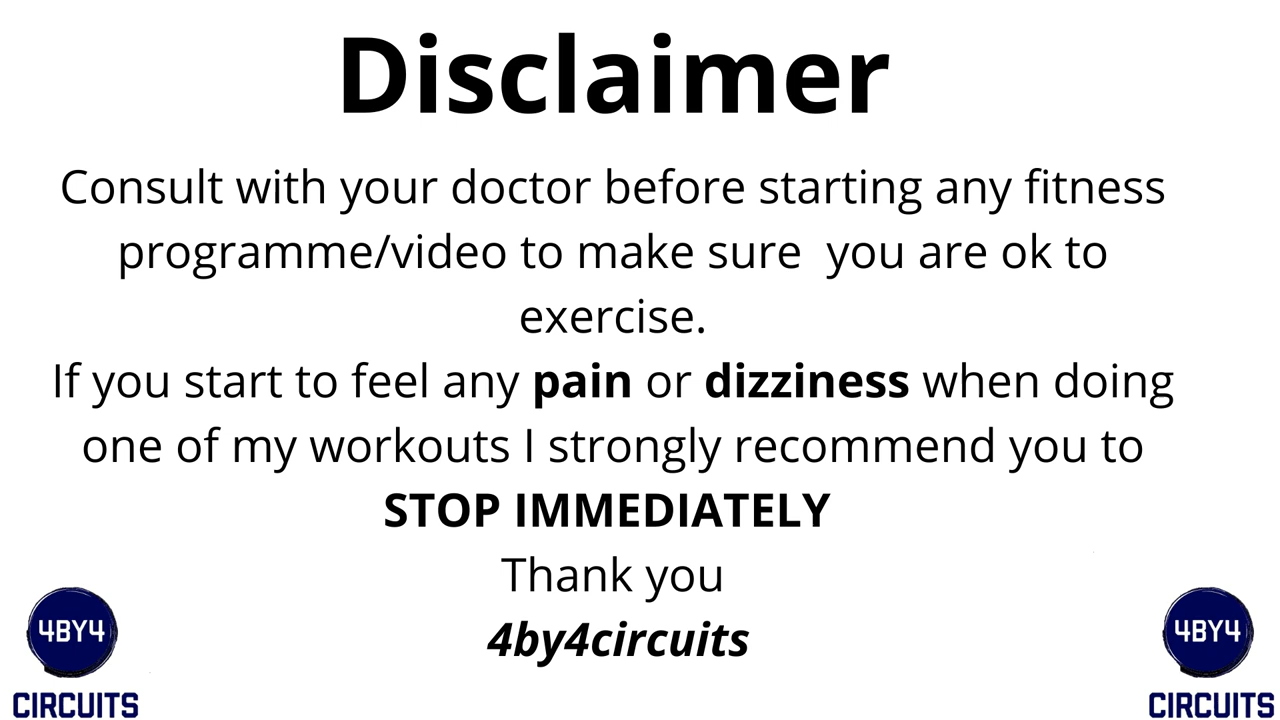 Disclaimer
Consult with your doctor before starting any fitness
programme/video to make sure  you are ok to
exercise.
If you start to feel any pain or dizziness when doing
one of my workouts I strongly recommend you to
STOP IMMEDIATELY
Thank you
4by4circuits
4BY4
CIRCUITS
4BY4
CIRCUITS